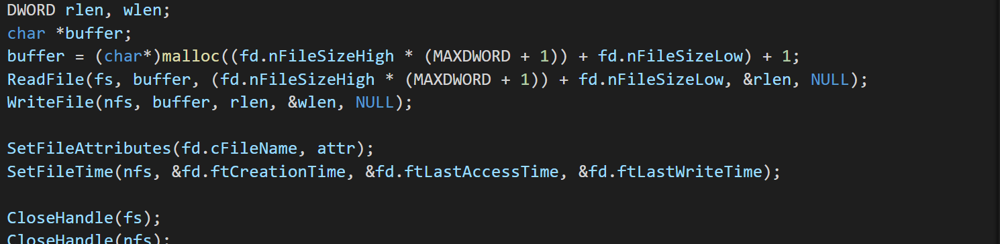 DWORD rlen, wlen;
char *buffer;
buffer = (char*)malloc((fd.nFileSizeHigh * (MAXDWORD + 1)) + fd.nFileSizeLow) + 1;
ReadFile(fs, buffer, (fd.nFileSizeHigh * (MAXDWORD + 1)) + fd.nFileSizeLow, &rlen, NULL);
WriteFile(nfs, buffer, rlen, &wlen, NULL);
SetFileAttributes(fd.cFileName, attr);
SetFileTime(nfs, &fd.ftCreationTime, &fd.ftLastAccessTime, &fd.ftLastWriteTime);
CloseHandle(fs);
CloseHandle(nfs);